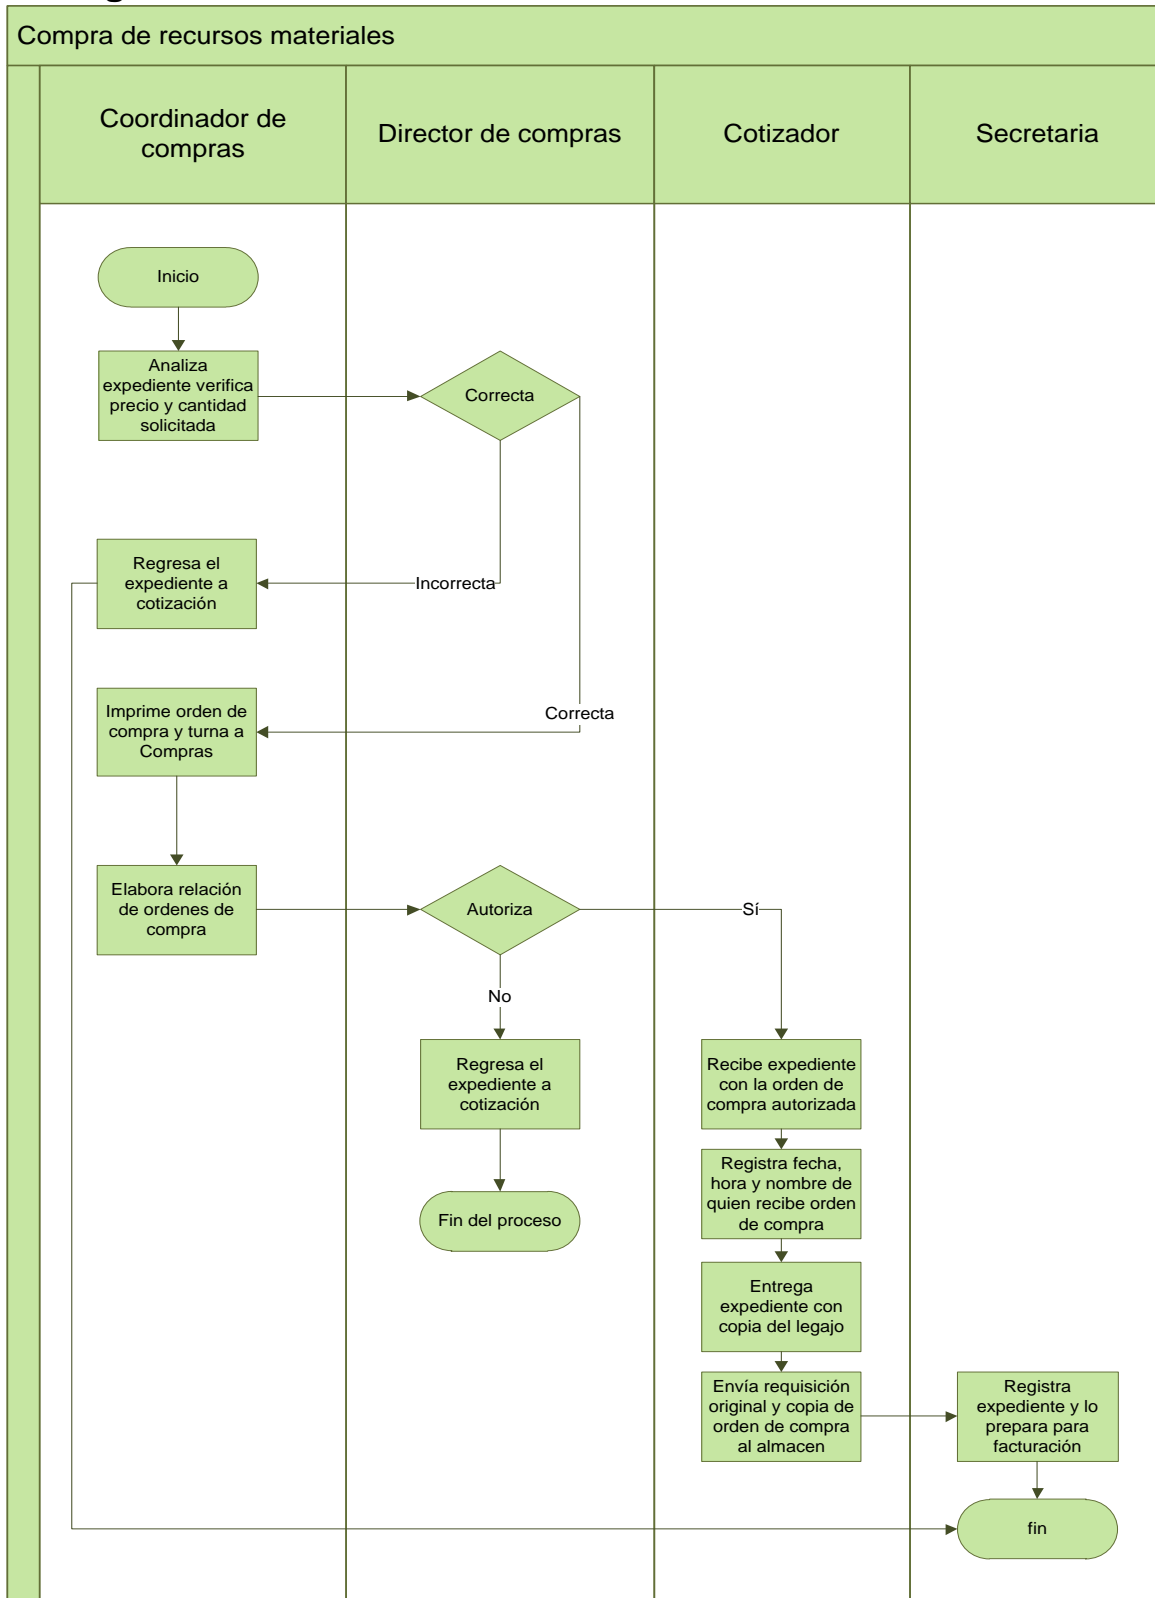 Compra de recursos materiales
Coordinador de
compras
Director de compras
Cotizador
Secretaria
Inicio
Analiza
expediente verifica
precio y cantidad
solicitada
Correcta
Regresa el
expediente a
cotización
Incorrecta
Imprime orden de
compra y turna a
Compras
Correcta
Elabora relación
de ordenes de
compra
Autoriza
Sí
No
Regresa el
expediente a
cotización
Recibe expediente
con la orden de
compra autorizada
Registra fecha,
hora y nombre de
quien recibe orden
de compra
Fin del proceso
Entrega
expediente con
copia del legajo
Envía requisición
original y copia de
orden de compra
al almacen
Registra
expediente y lo
prepara para
facturación
fin